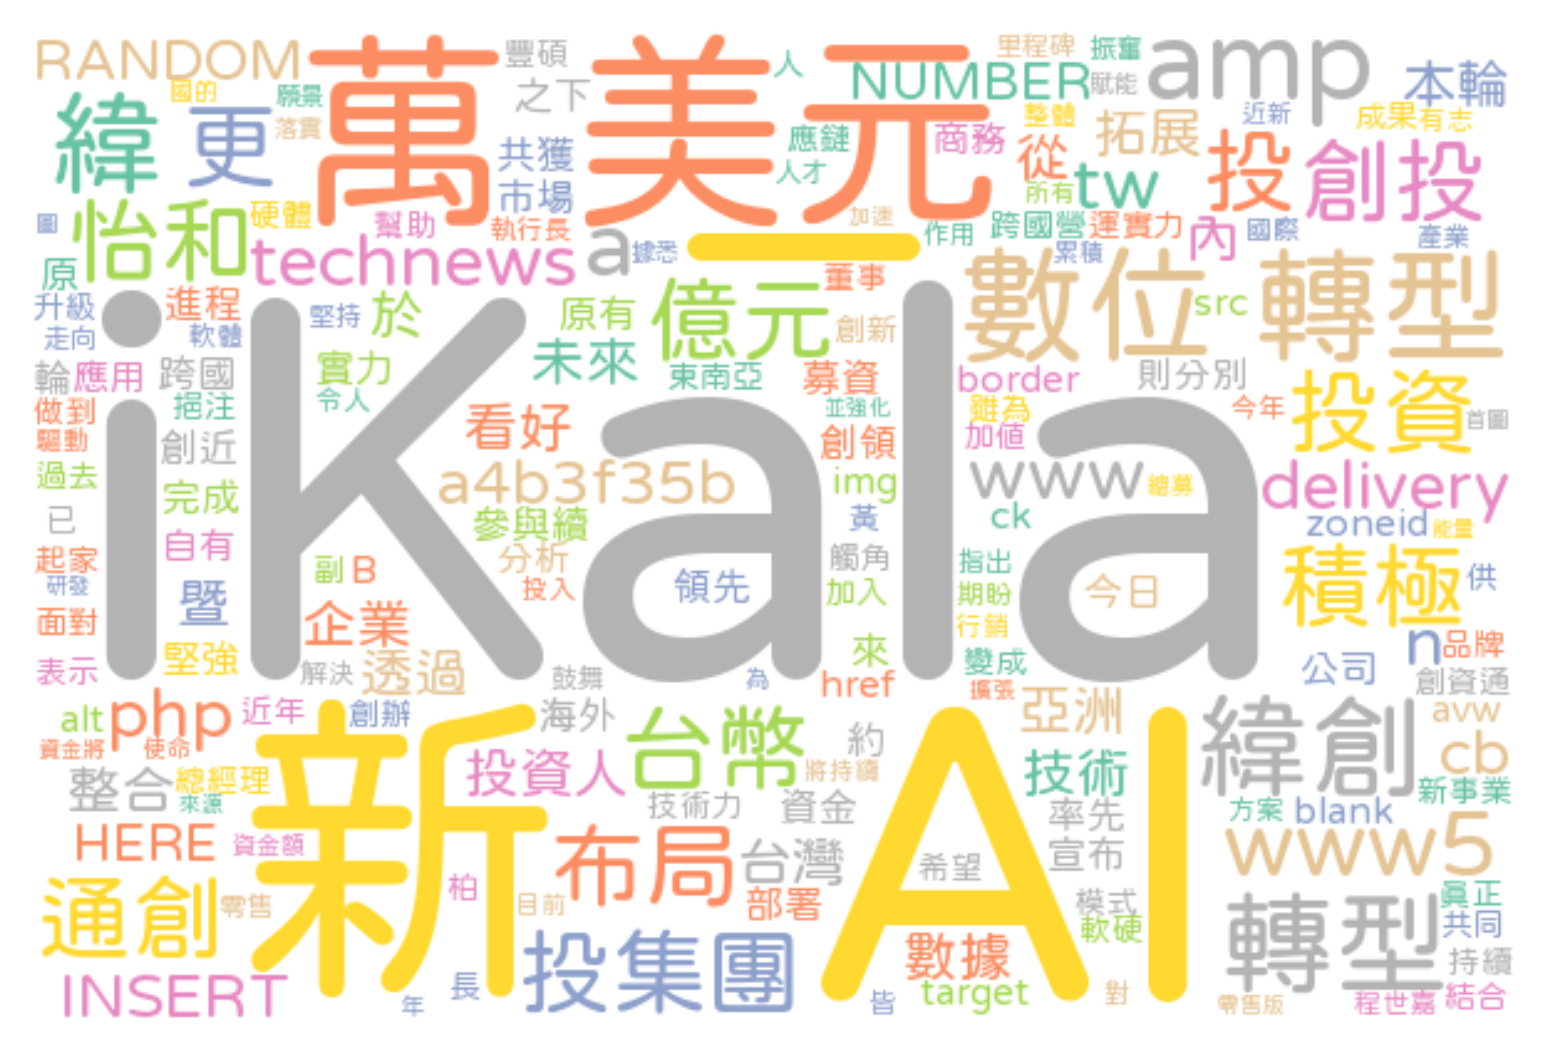 RANDOM
萬美元
豐碩
人
里程碑
振奮
amp
本輪
國的
願景
之下
NUMBER
賦能
緯
更
落實
共獲
應鏈
商務
整體
拓展
近新
成果
有志
從
投
創投
市場
人才
所有
tw
圖
怡和
硬體
幫助
執行長
加速
作用
跨國營
運實力
內
國際
產業
原
technews
a
據悉
一
累積
董事
數位
轉型
升級
進程
堅持
於
原有
億元
創新
src
走向
軟體
iKala
未來
輪
應用
跨國
實力
東南亞
募資
border
則分別
投資
做到
挹注
令人
並強化
雖為
今年
首圖
驅動
創近
看好
創領
加值
過去
完成
a4b3f35b
img
www
總募
delivery
已
參與續
黃
ck
zoneid
能量
自有
起家
分析
觸角
指出
積極
研發
暨
副
B
投入
領先
加入
期盼
今日
供
面對
企業
行銷
n
品牌
堅強
來
變成
公司
表示
解決
透過
鼓舞
為
href
擴張
創資通
alt
php
近年
創辦
海外
台幣
亞洲
緯創
avw
資金將
使命
新
約
AI
cb
整合
總經理
投資人
將持續
技術
新事業
來源
技術力
資金
率先
方案
blank
HERE
資金額
布局
台灣
宣布
www5
希望
通創
零售
柏
目前
部署
模式
轉型
真正
軟硬
共同
投集團
數據
持續
INSERT
年
長
皆
target
對
零售版
程世嘉
結合